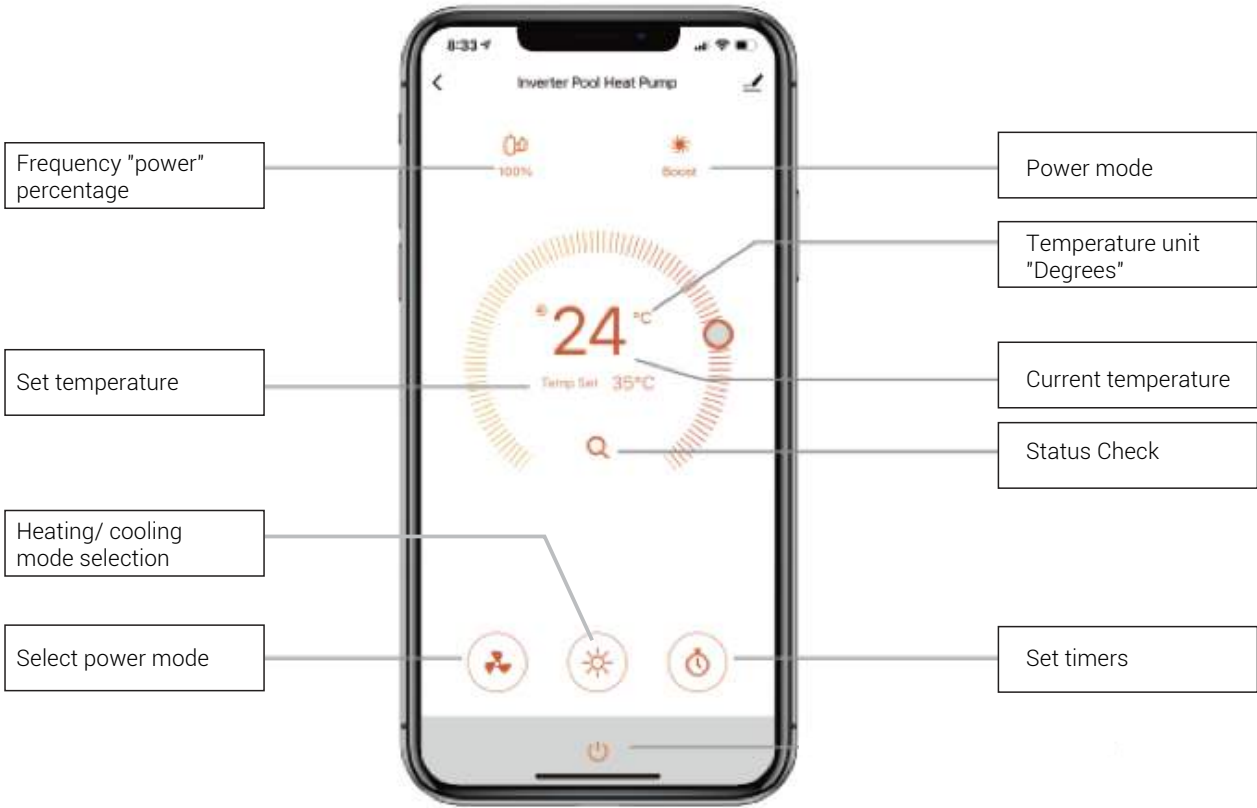 8:33
Inverter Pool Heat Pump
Frequency "power"
percentage
100%
Boost
Power mode
Temperature unit
"Degrees"
24 °C
Set temperature
Temp Set 35°C
Current temperature
Status Check
Heating/ cooling
mode selection
Select power mode
Set timers